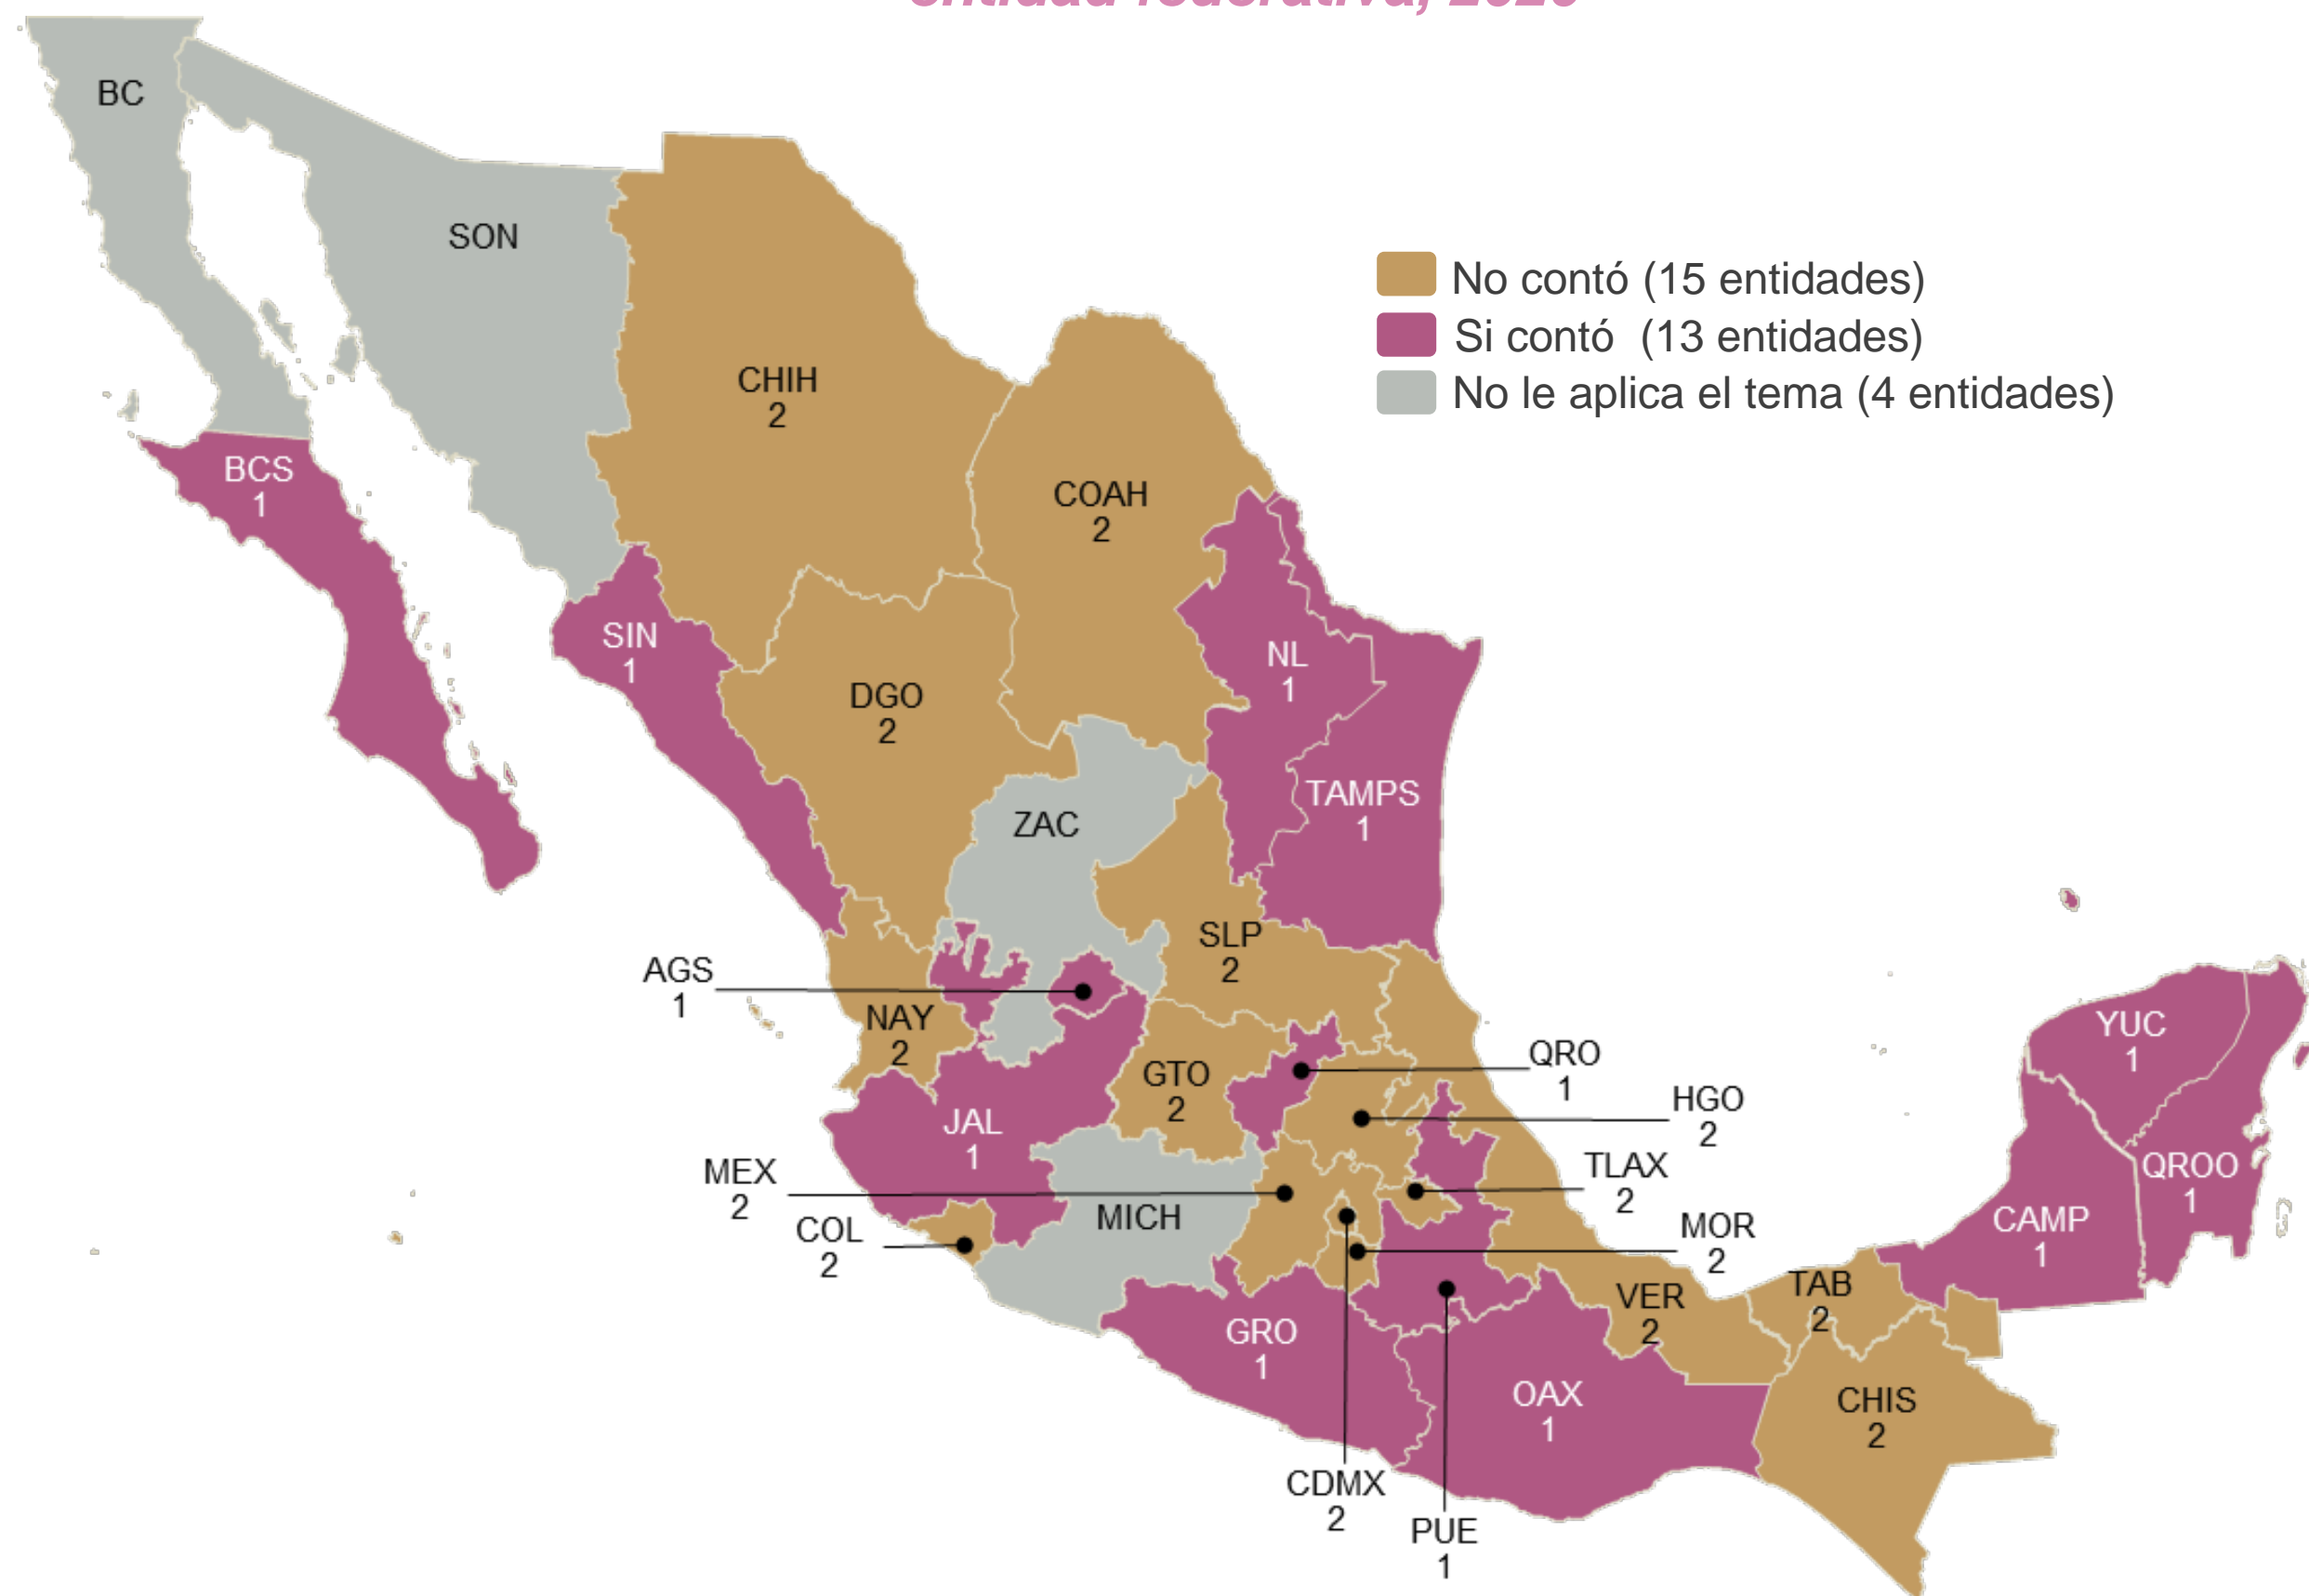 entidad federativa, 2020
BC
SON
No contó (15 entidades)
Si contó (13 entidades)
No le aplica el tema (4 entidades)
CHIH
2
BCS
1
COAH
2
SIN
1
NL
1
DGO
2
TAMPS
1
ZAC
SLP
2
AGS
1
NAY
2
YUC
1
QRO
1
GTO
2
HGO
2
JAL
1
MEX
2
TLAX
2
QROO
1
COL
2
MICH
MOR
2
CAMP
1
VER
2
TAB
2
GRO
1
OAX
1
CHIS
2
CDMX
2
PUE
1